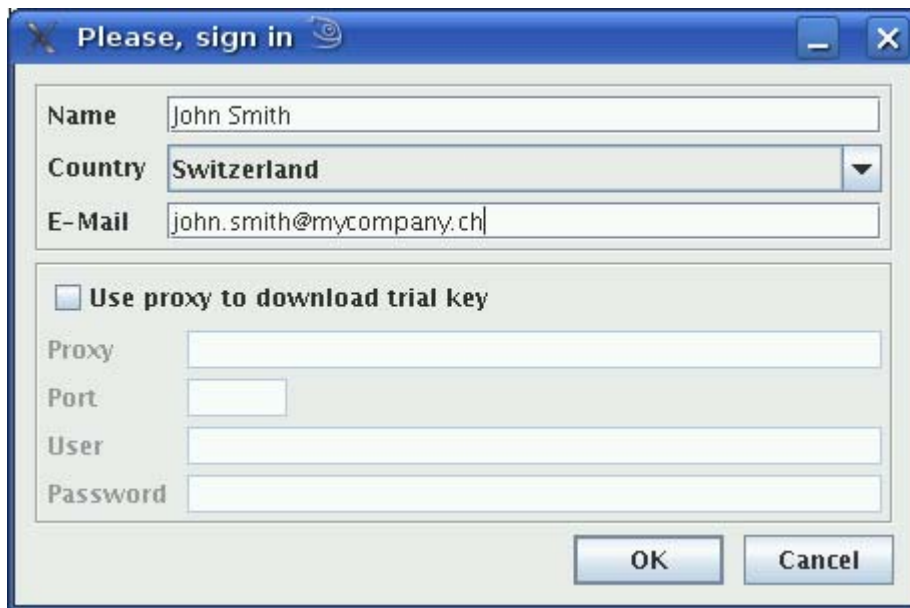 Please, sign in
Name John Smith
Country Switzerland
E-Mail john.smith@mycompany.ch
Use proxy to download trial key
Proxy
Port
User
Password
OK Cancel